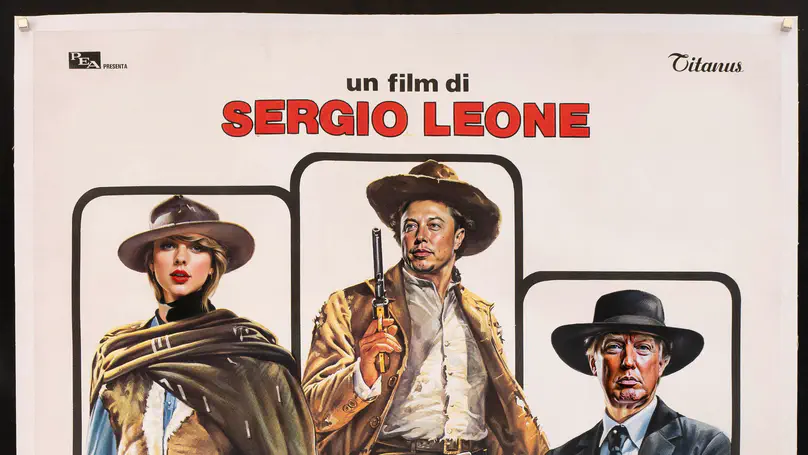 PEA
PRESENTA
Titanus
un film di
SERGIO LEONE